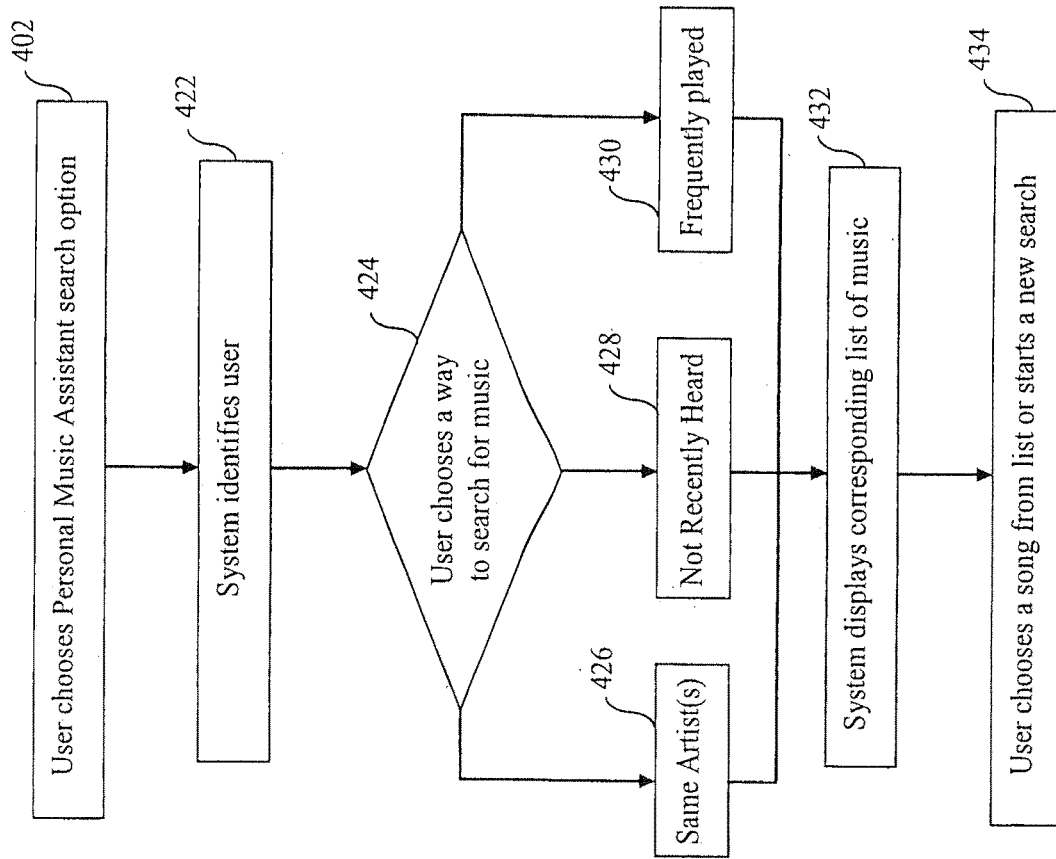 402
User chooses Personal Music Assistant search option
422
System identifies user
424
User chooses a way
to search for music
426
Same Artist(s)
428
Not Recently Heard
430
Frequently played
432
System displays corresponding list of music
434
User chooses a song from list or starts a new search